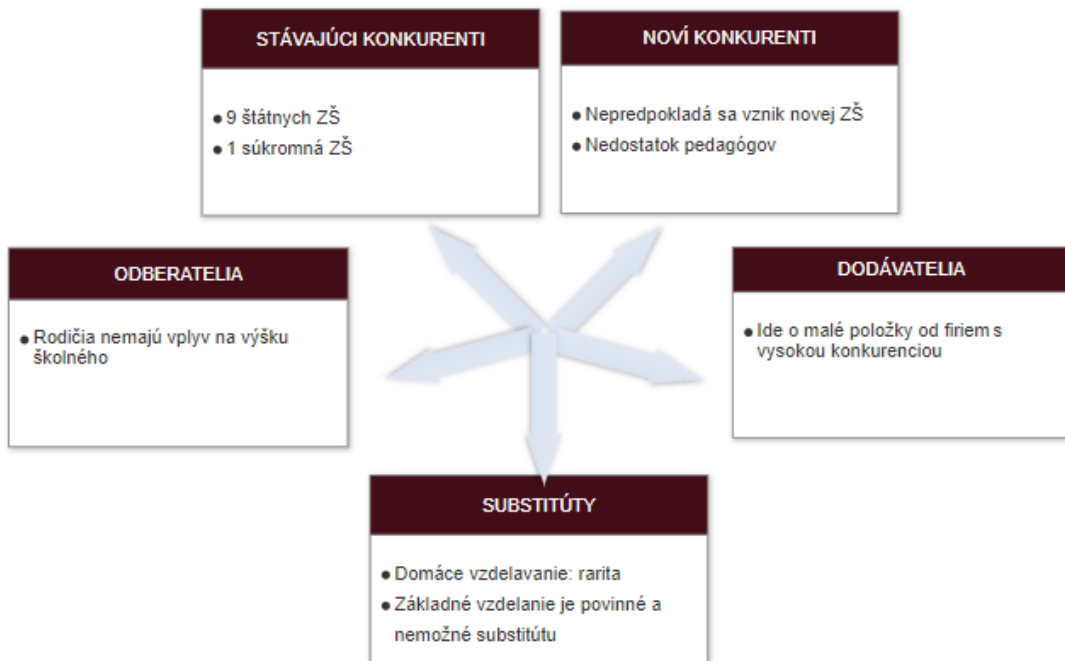 STÁVAJÚCI KONKURENTI
● 9 štátnych ZŠ
● 1 súkromná ZŠ
NOVÍ KONKURENTI
● Nepredpokladá sa vznik novej ZŠ
● Nedostatok pedagógov
ODBERATELIA
● Rodičia nemajú vplyv na výšku
školného
DODÁVATELIA
● Ide o malé položky od firiem s
vysokou konkurenciou
SUBSTITÚTY
● Domáce vzdelavanie: rarita
● Základné vzdelanie je povinné a
nemožné substitútu